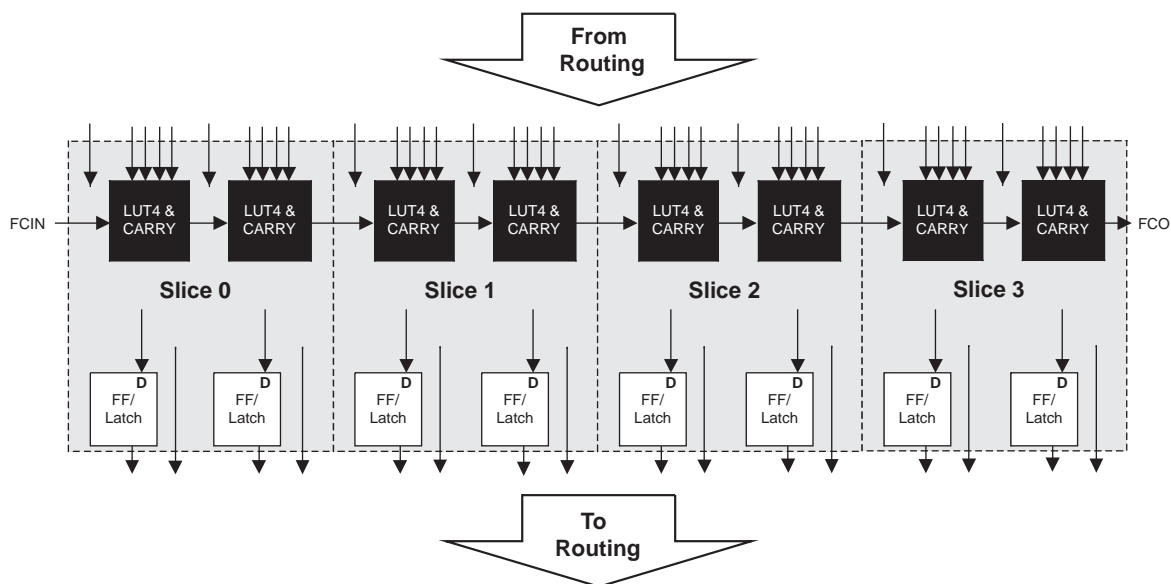 From
Routing
FCIN
LUT4 &
CARRY
LUT4 &
CARRY
LUT4 &
CARRY
LUT4 &
CARRY
LUT4 &
CARRY
LUT4 &
CARRY
LUT4 &
CARRY
LUT4 &
CARRY
FCO
Slice 0
Slice 1
Slice 2
Slice 3
D
FF/
Latch
D
FF/
Latch
D
FF/
Latch
D
FF/
Latch
D
FF/
Latch
D
FF/
Latch
D
FF/
Latch
D
FF/
Latch
To
Routing